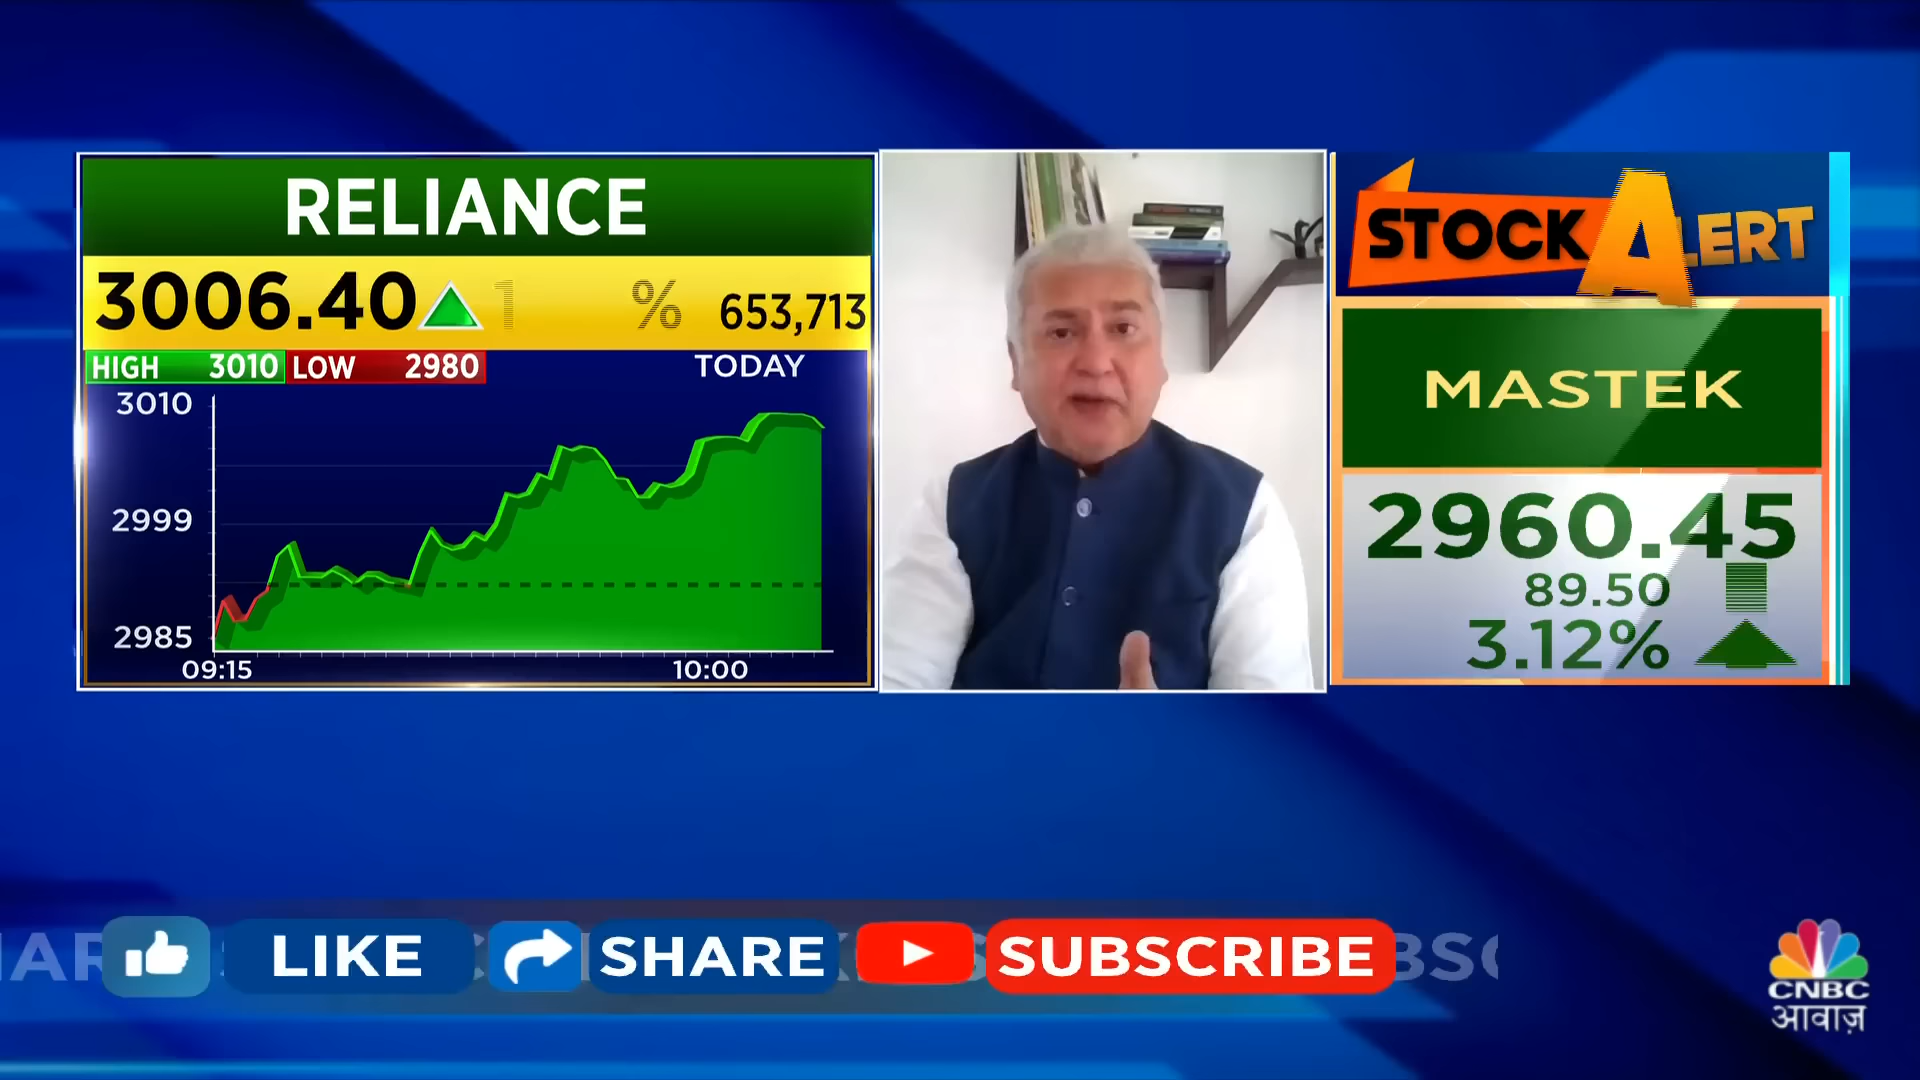 RELIANCE
3006.40 1 % 653,713
HIGH 3010 LOW 2980 TODAY
3010
2999
2985
09:15 10:00
STOCK ALERT
MASTEK
2960.45
89.50
3.12%
LIKE SHARE SUBSCRIBE
CNBC
आवाज़